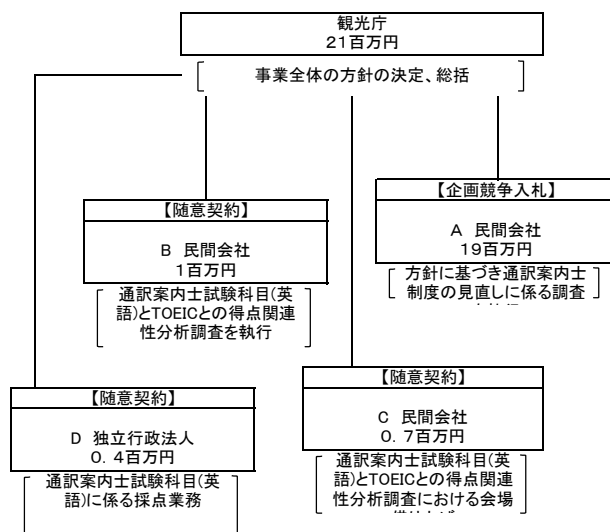 観光庁
21百万円
事業全体の方針の決定、総括
【企画競争入札】
A 民間会社
19百万円
方針に基づき通訳案内士
制度の見直しに係る調査
【随意契約】
B 民間会社
1百万円
通訳案内士試験科目(英
語)とTOEICとの得点関連
性分析調査を執行
【随意契約】
C 民間会社
0.7百万円
通訳案内士試験科目(英
語)とTOEICとの得点関連
性分析調査における会場
【随意契約】
D 独立行政法人
0.4百万円
通訳案内士試験科目(英
語)に係る採点業務